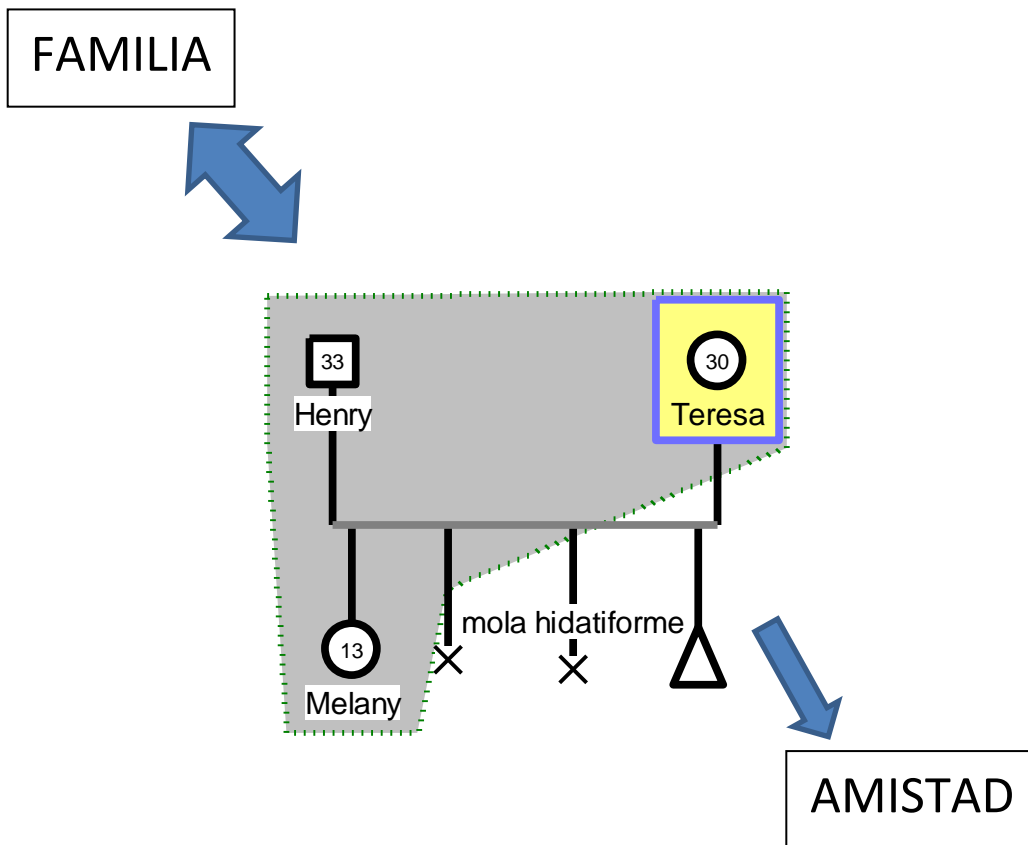 FAMILIA
33
30
Henry
Teresa
mola hidatiforme
13
Melany
AMISTAD